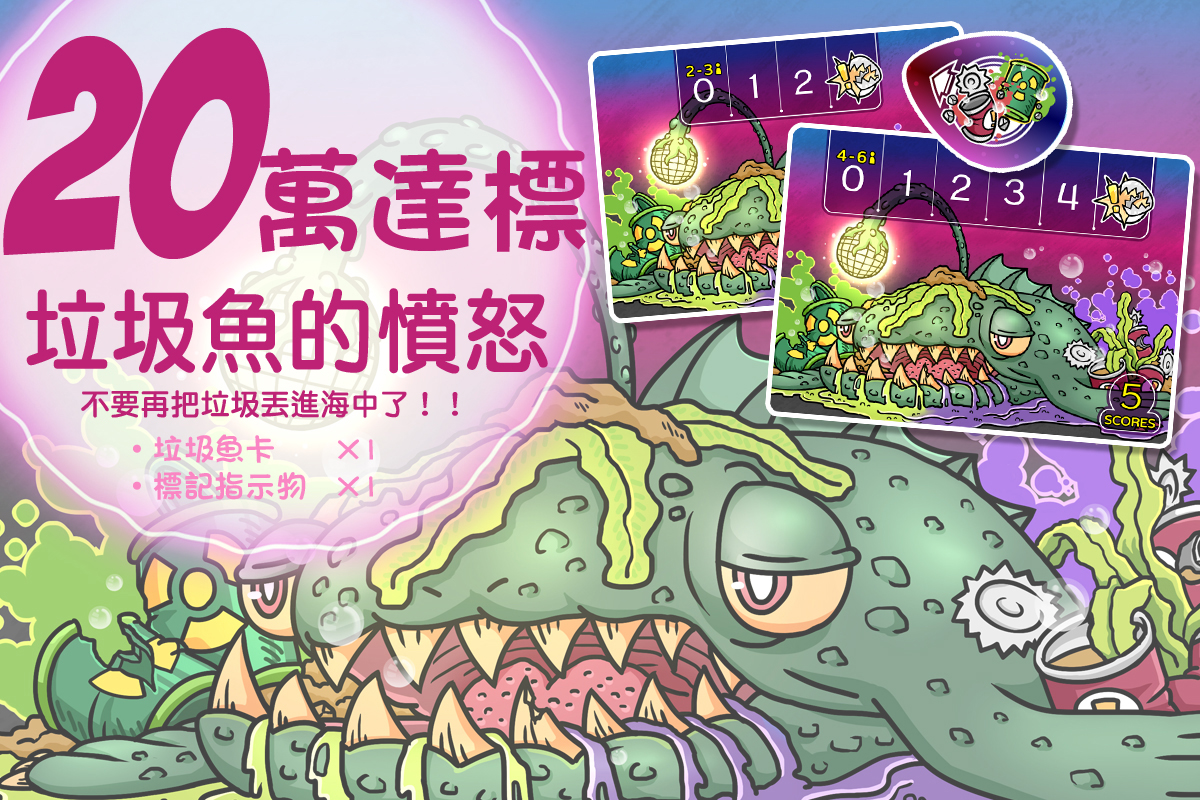 20萬達標
垃圾魚的憤怒
不要再把垃圾丟進海中了！！
・垃圾魚卡 ×1
・標記指示物 ×1
2-3
0 1 2
4-6
0 1 2 3 4
5
SCORES